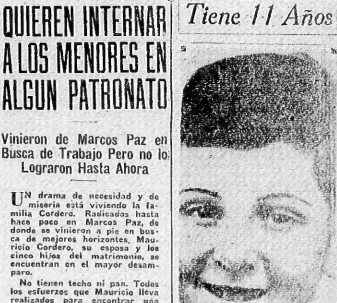 QUIEREN INTERNAR
A LOS MENORES EN
ALGUN PATRONATO
Vinieron de Marcos Paz en
Busca de Trabajo Pero no lo
Lograron Hasta Ahora
UN drama de necesidad y de
miseria está viviendo la fa-
milia Cordero. Radicados hasta
hace poco en Marcos Paz, de
donde se vinieron a pie en bus-
ca de mejores horizontes, Mau-
ricio Cordero, su esposa y los
cinco hijos del matrimonio, se
encuentran en el mayor desam-
paro.
No tienen techo ni pan. Todos
los esfuerzos que Mauricio lleva
realizados para encontrar una
Tiene 11 Años